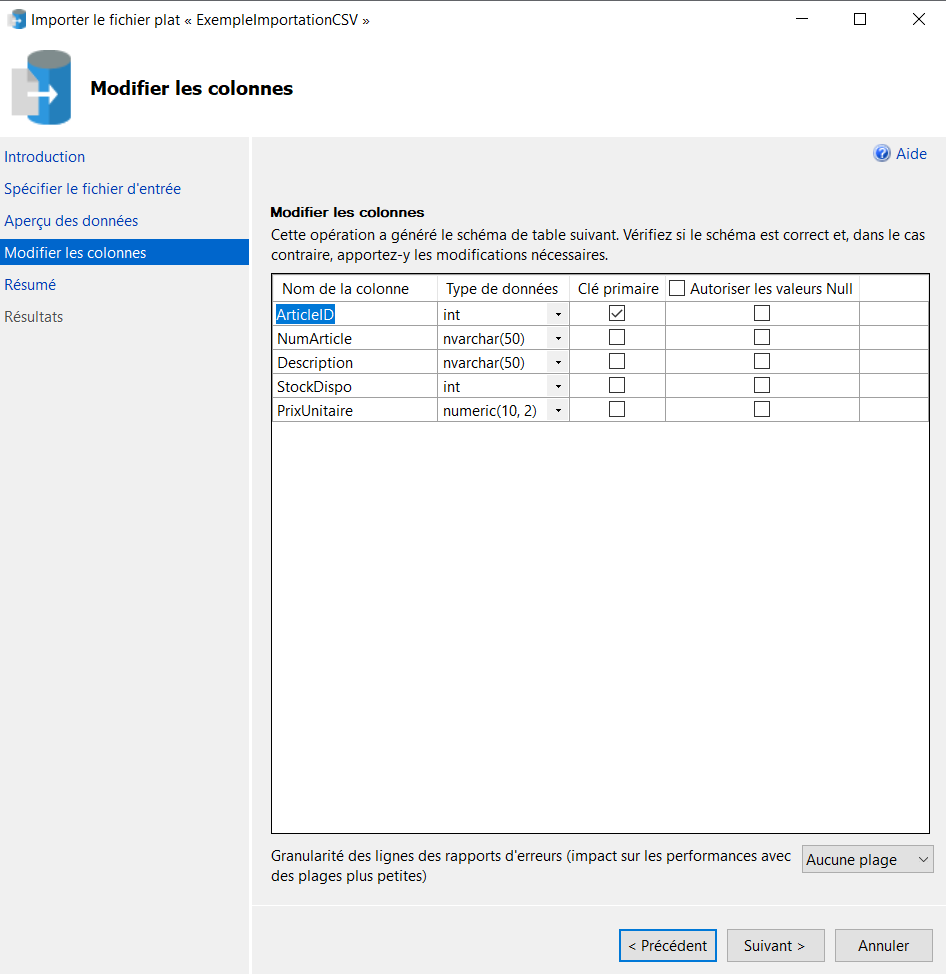 Importer le fichier plat « ExempleImportationCSV »
Modifier les colonnes
Introduction
Spécifier le fichier d'entrée
Aperçu des données
Modifier les colonnes
Résumé
Résultats
Aide
Modifier les colonnes
Cette opération a généré le schéma de table suivant. Vérifiez si le schéma est correct et, dans le cas
contraire, apportez-y les modifications nécessaires.
Nom de la colonne Type de données Clé primaire Autoriser les valeurs Null
ArticleID int
NumArticle nvarchar(50)
Description nvarchar(50)
StockDispo int
PrixUnitaire numeric(10, 2)
Granularité des lignes des rapports d'erreurs (impact sur les performances avec
des plages plus petites)
Aucune plage
< Précédent Suivant > Annuler